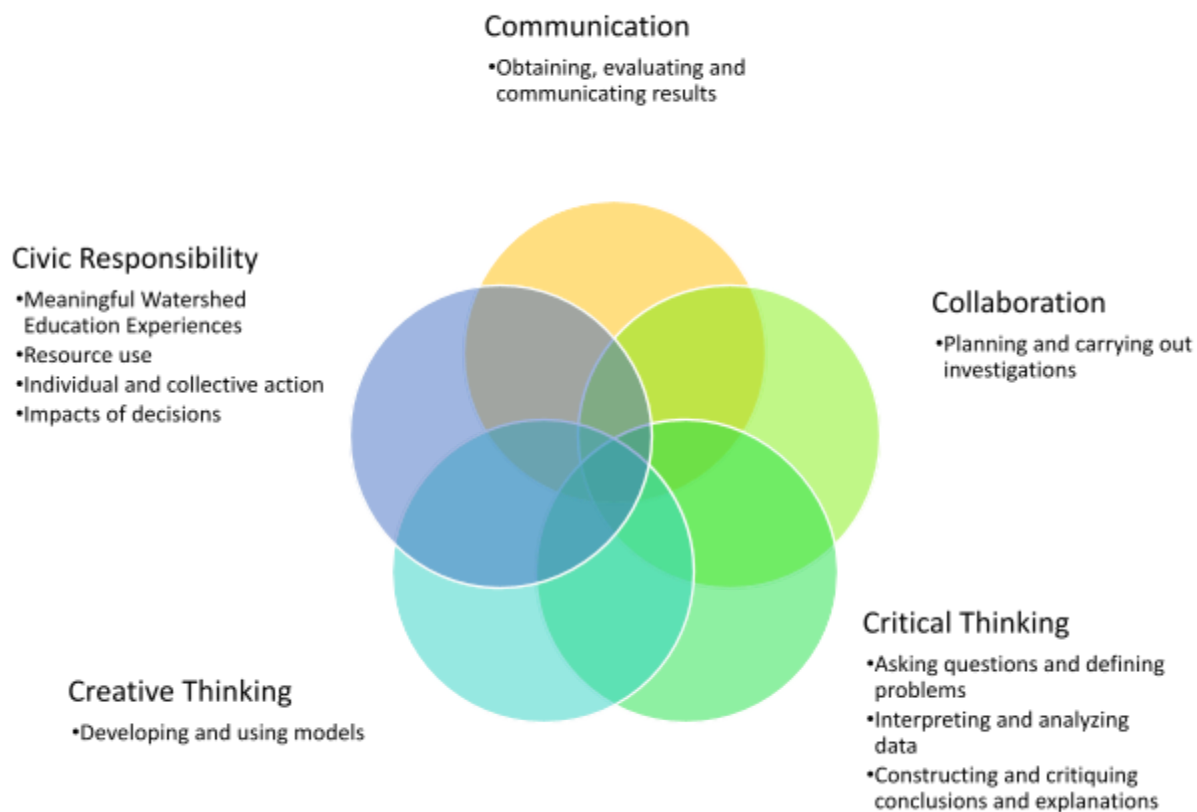 Communication
•Obtaining, evaluating and
communicating results
Civic Responsibility
•Meaningful Watershed
Education Experiences
•Resource use
•Individual and collective action
•Impacts of decisions
Collaboration
•Planning and carrying out
investigations
Critical Thinking
•Asking questions and defining
problems
•Interpreting and analyzing
data
•Constructing and critiquing
conclusions and explanations
Creative Thinking
•Developing and using models